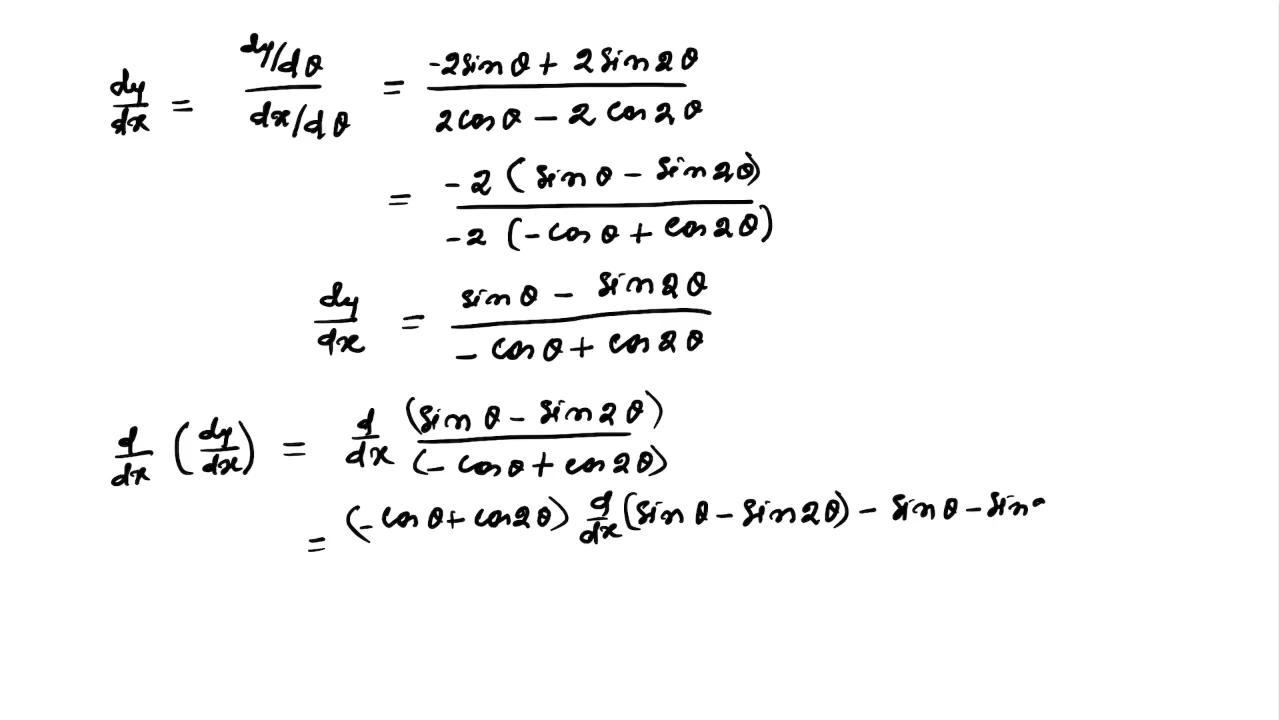 dy/dx = (dy/dθ)/(dx/dθ) = (-2sinθ + 2sin2θ)/(2cosθ - 2cos2θ)
= -2(sinθ - sin2θ)/-2(-cosθ + cos2θ)
dy/dx = (sinθ - sin2θ)/(-cosθ + cos2θ)
d/dx (dy/dx) = d/dx (sinθ - sin2θ)/(-cosθ + cos2θ)
= (-cosθ + cos2θ) d/dx (sinθ - sin2θ) - sinθ - sin